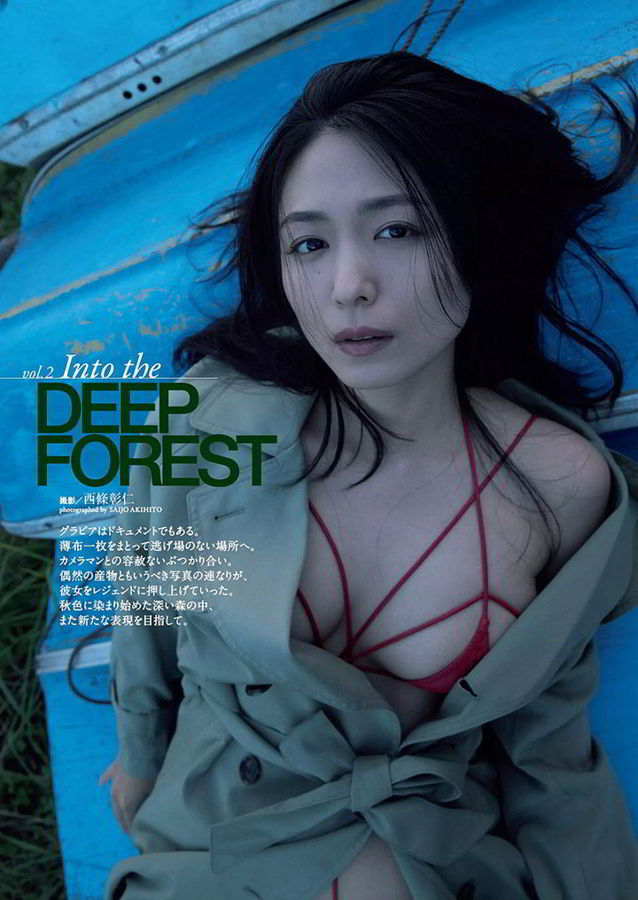 vol.2 Into the
DEEP
FOREST
撮影／西條彰仁
photographed by SAIJO AKIHITO
グラビアはドキュメントでもある。
薄布一枚をまとって逃げ場のない場所へ。
カメラマンとの容赦ないぶつかり合い。
偶然の産物ともいうべき写真の連なりが、
彼女をレジェンドに押し上げていった。
秋色に染まり始めた深い森の中、
また新たな表現を目指して。